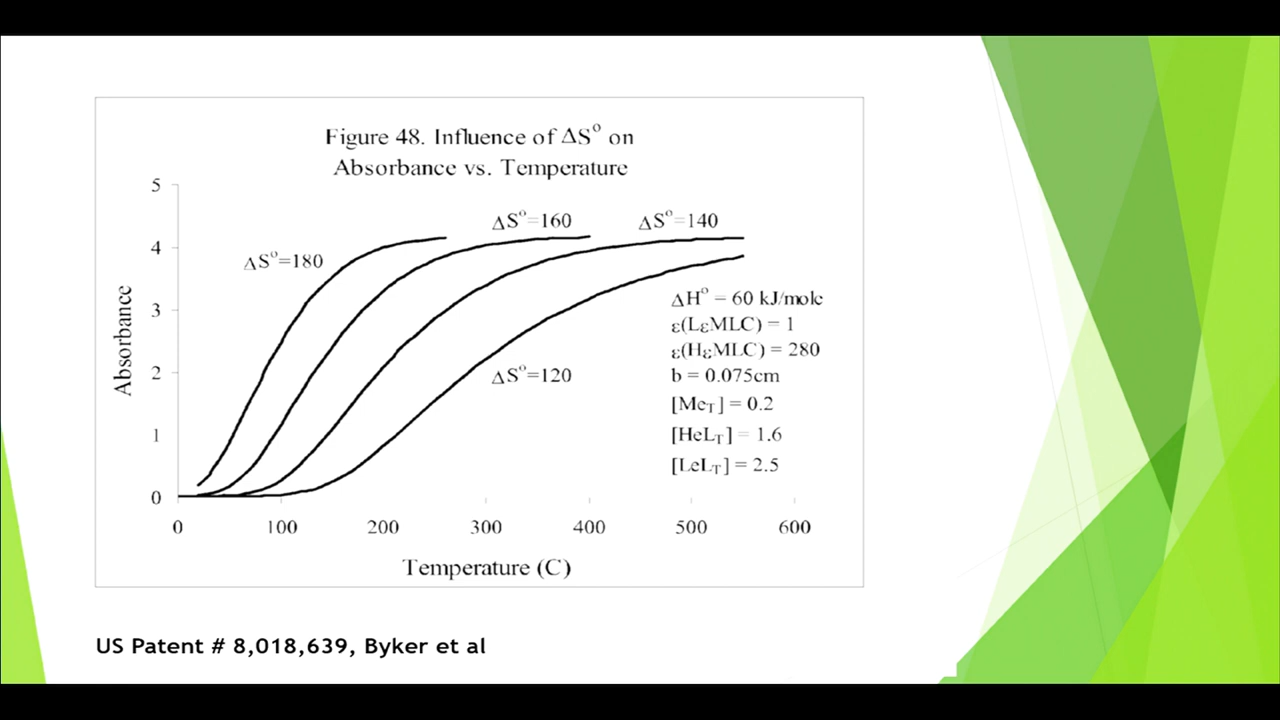 Figure 48. Influence of ΔS° on
Absorbance vs. Temperature
5
4
3
2
1
0
Absorbance
ΔS°=180
ΔS°=160
ΔS°=140
ΔS°=120
ΔH° = 60 kJ/mole
ε(LεMLC) = 1
ε(HεMLC) = 280
b = 0.075cm
[MeT] = 0.2
[HeLT] = 1.6
[LeLT] = 2.5
0 100 200 300 400 500 600
Temperature (C)
US Patent # 8,018,639, Byker et al